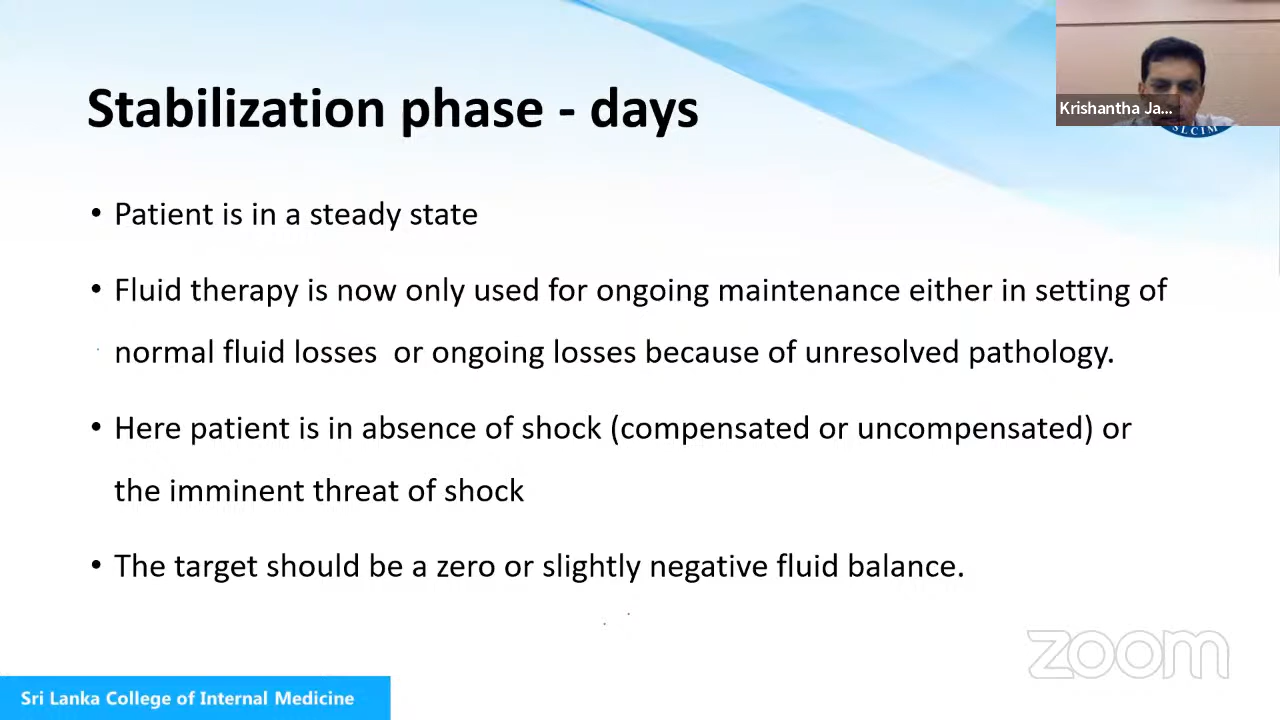 Stabilization phase - days
Krishantha Ja...
SLCIM
• Patient is in a steady state
• Fluid therapy is now only used for ongoing maintenance either in setting of
normal fluid losses or ongoing losses because of unresolved pathology.
• Here patient is in absence of shock (compensated or uncompensated) or
the imminent threat of shock
• The target should be a zero or slightly negative fluid balance.
zoom
Sri Lanka College of Internal Medicine